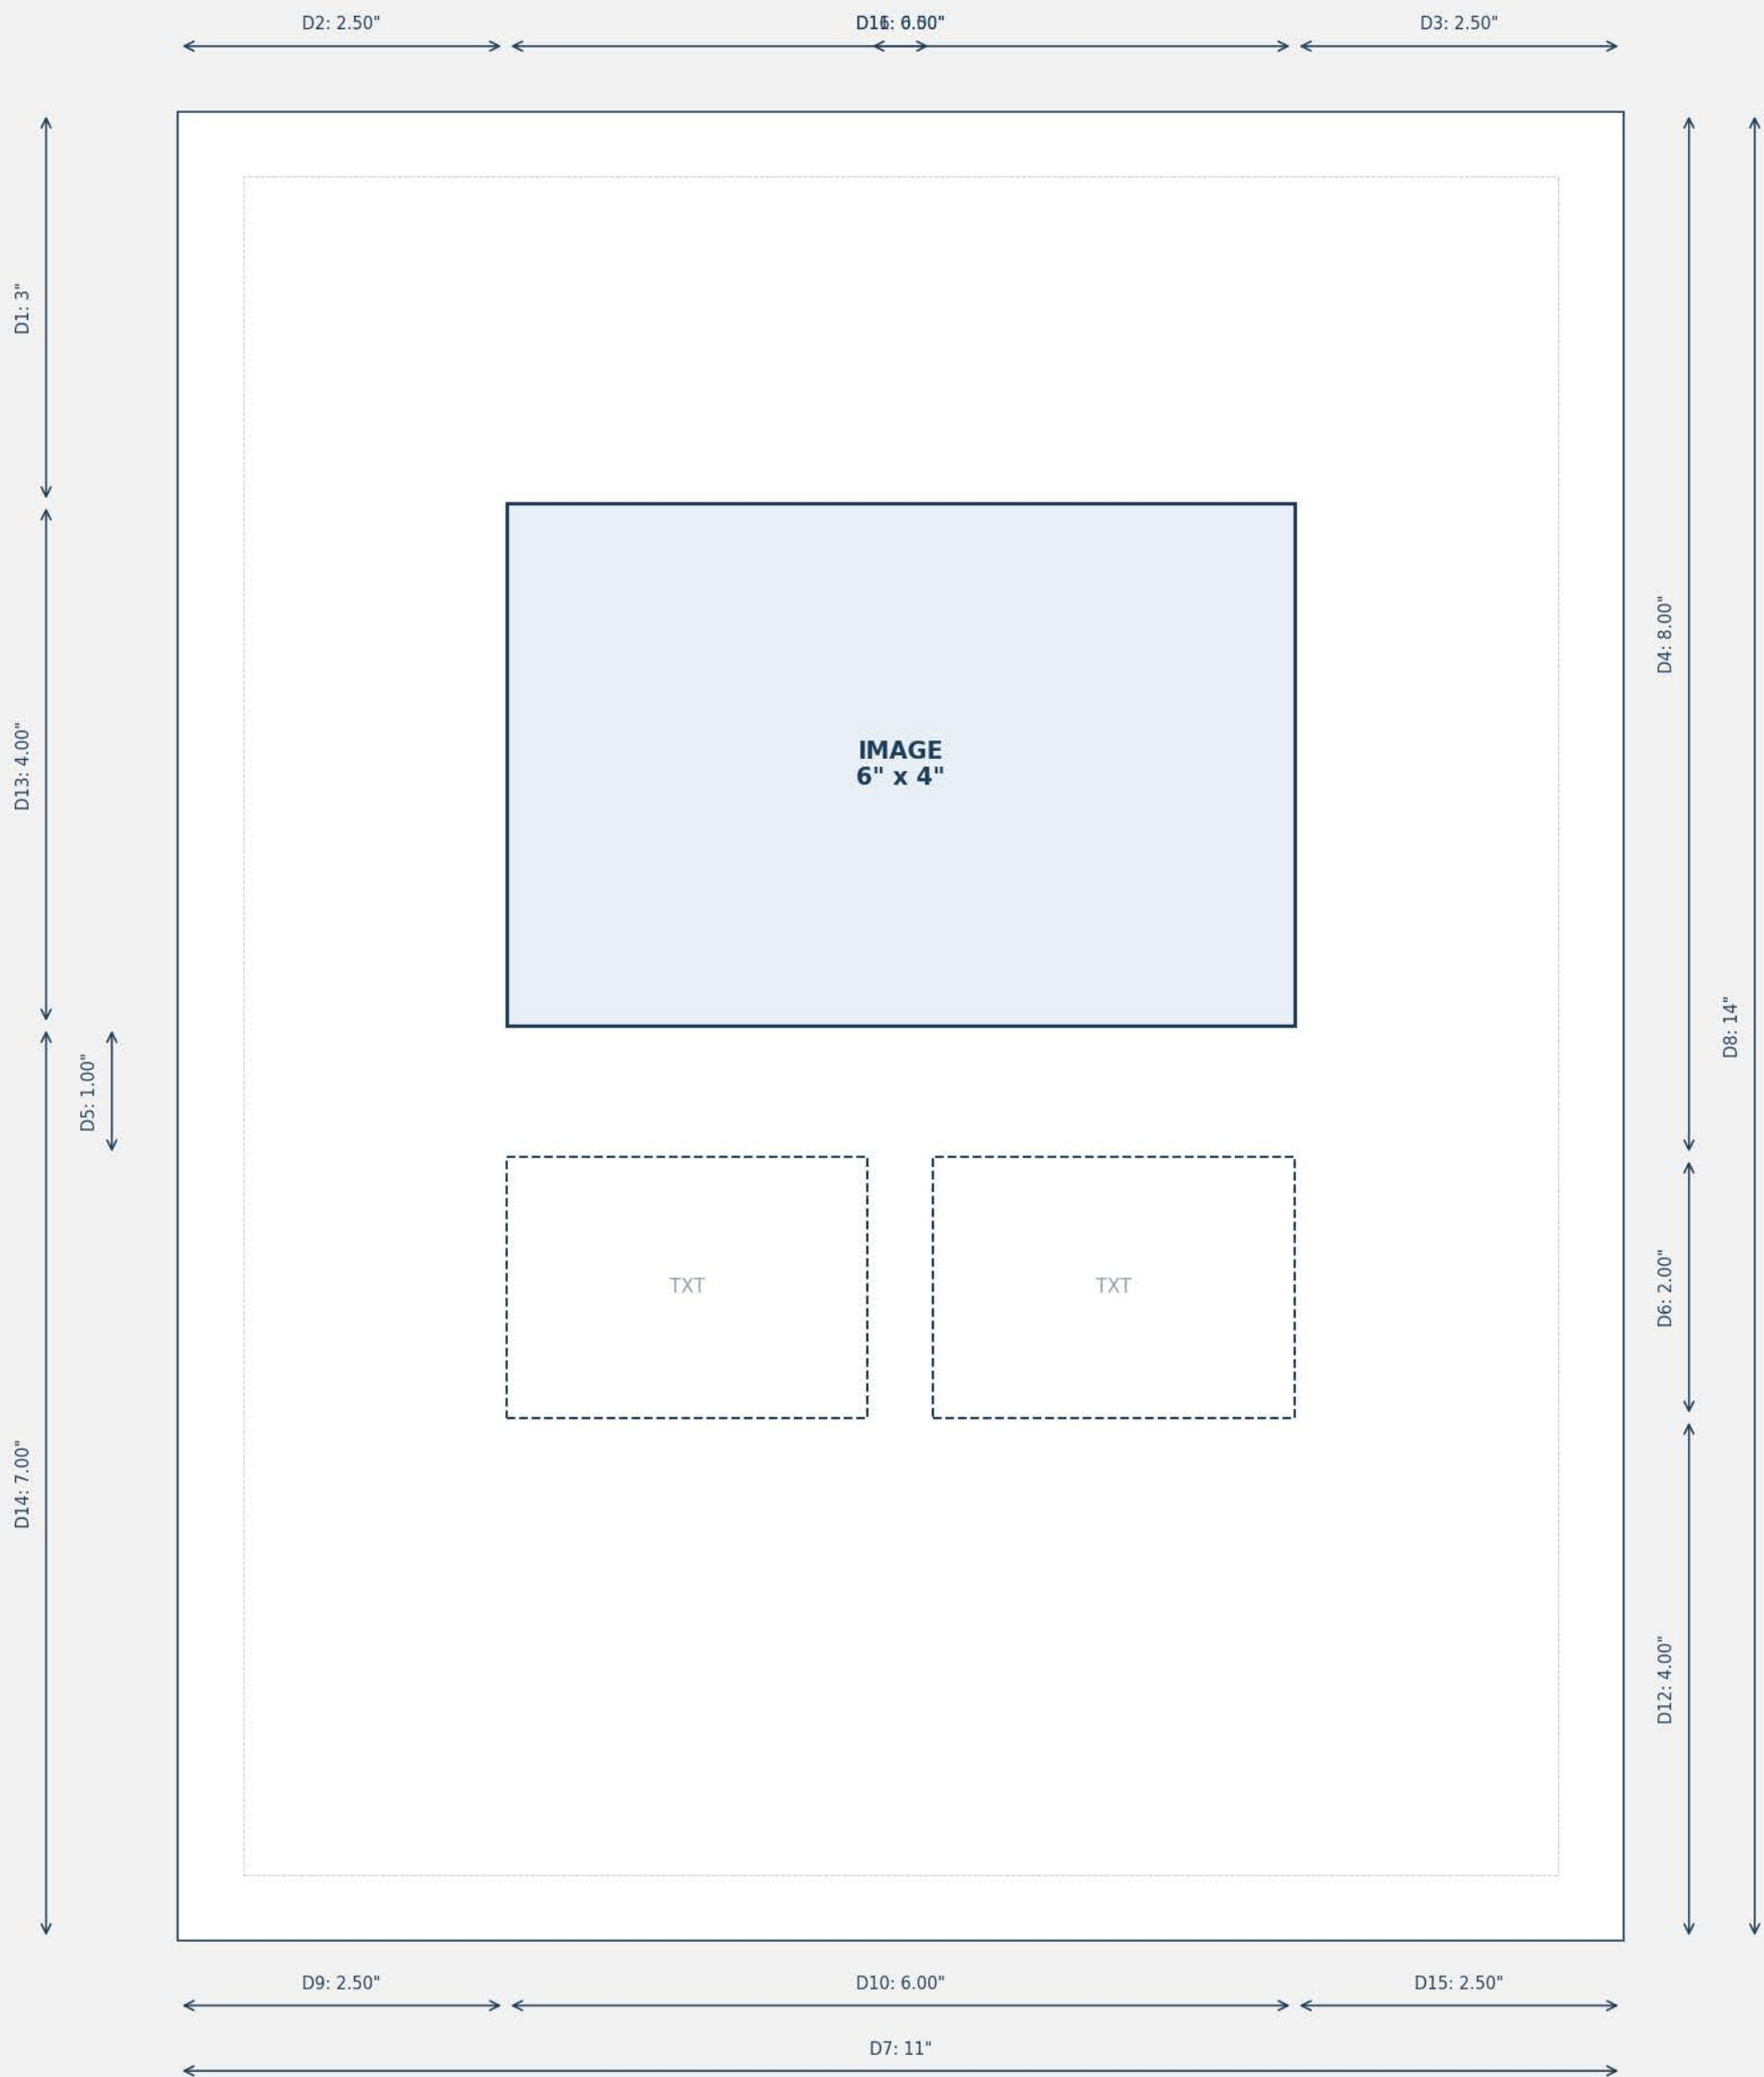 D2: 2.50"
D3: 2.50"
D1: 3"
D4: 8.00"
IMAGE
6" x 4"
D13: 4.00"
D8: 14"
D5: 1.00"
TXT
TXT
D6: 2.00"
D14: 7.00"
D12: 4.00"
D9: 2.50"
D10: 6.00"
D15: 2.50"
D7: 11"